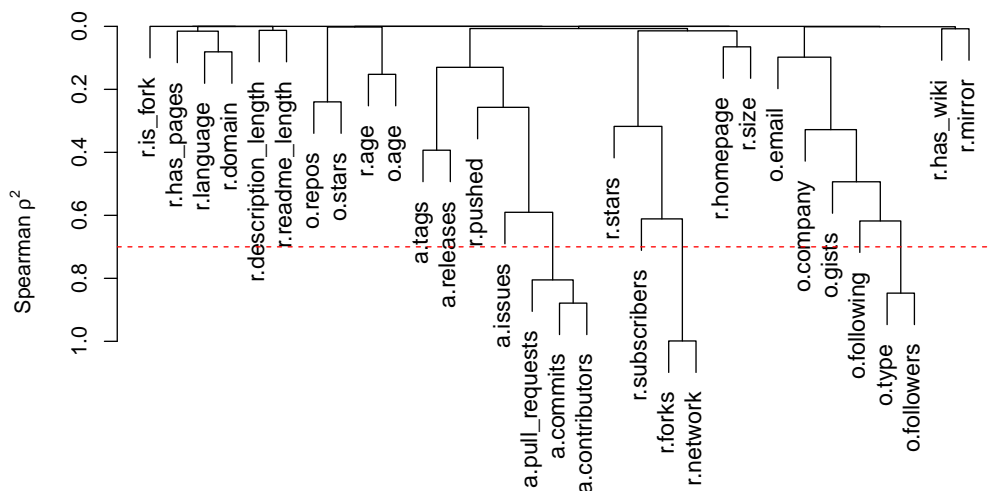 Spearman ρ²
0.0
0.2
0.4
0.6
0.8
1.0
r.is_fork
r.has_pages
r.language
r.domain
r.description_length
r.readme_length
o.repos
o.stars
r.age
o.age
a.tags
a.releases
r.pushed
a.issues
a.pull_requests
a.commits
a.contributors
r.stars
r.subscribers
r.forks
r.network
r.homepage
r.size
o.email
o.company
o.gists
o.following
o.type
o.followers
r.has_wiki
r.mirror